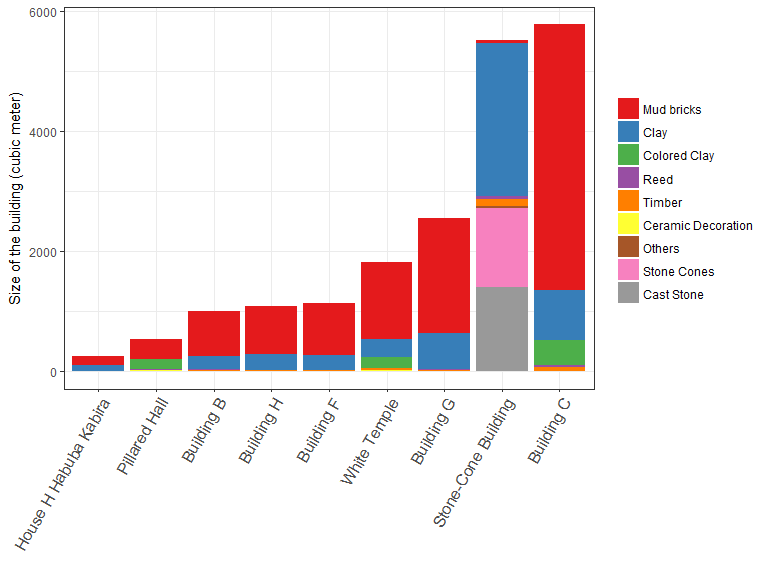 6000
4000
2000
0
Size of the building (cubic meter)
House H Habuba Kabira
Pillared Hall
Building B
Building H
Building F
White Temple
Building G
Stone-Cone Building
Building C
Mud bricks
Clay
Colored Clay
Reed
Timber
Ceramic Decoration
Others
Stone Cones
Cast Stone